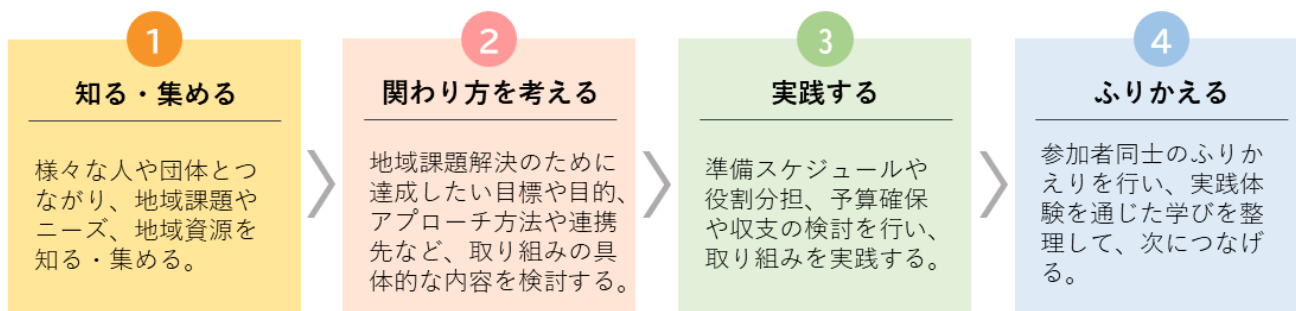 1
知る・集める
様々な人や団体とつ
ながり、地域課題や
ニーズ、地域資源を
知る・集める。
2
関わり方を考える
地域課題解決のために
達成したい目標や目的、
アプローチ方法や連携
先など、取り組みの具
体的な内容を検討する。
3
実践する
準備スケジュールや
役割分担、予算確保
や収支の検討を行い、
取り組みを実践する。
4
ふりかえる
参加者同士のふりか
えりを行い、実践体
験を通じた学びを整
理して、次につなげ
る。